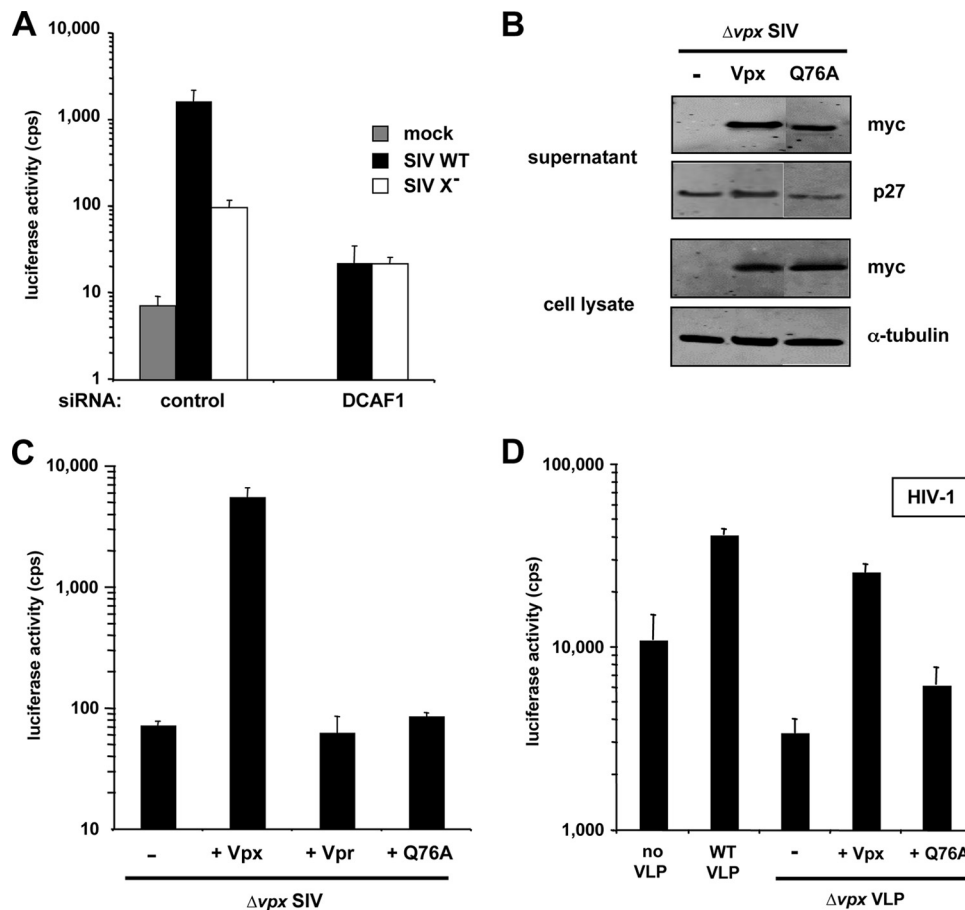 A
10,000
1,000
100
10
1
luciferase activity (cps)
mock
SIV WT
SIV X⁻
siRNA: control DCAF1
B
Δvpx SIV
- Vpx Q76A
supernatant
myc
p27
cell lysate
myc
α-tubulin
C
10,000
1,000
100
10
luciferase activity (cps)
– + Vpx + Vpr + Q76A
Δvpx SIV
D
100,000
10,000
1,000
luciferase activity (cps)
HIV-1
no VLP
WT VLP
- + Vpx + Q76A
Δvpx VLP